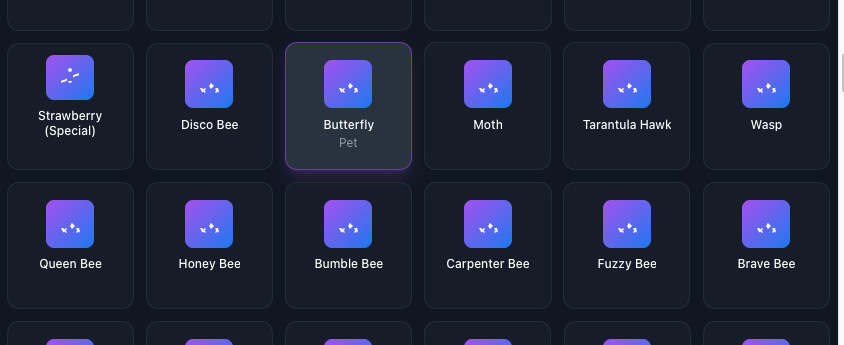 Strawberry
(Special)
Disco Bee
Butterfly
Pet
Moth
Tarantula Hawk
Wasp
Queen Bee
Honey Bee
Bumble Bee
Carpenter Bee
Fuzzy Bee
Brave Bee